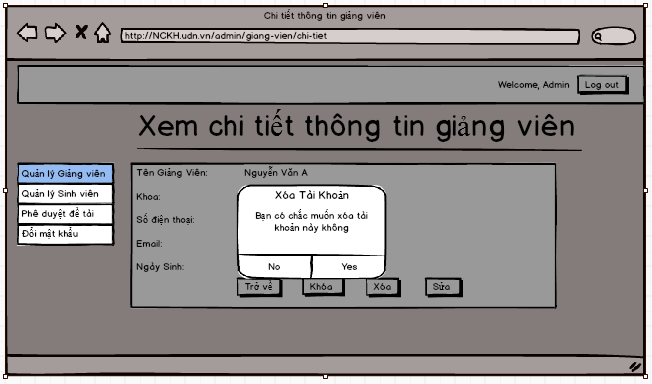 Chi tiết thông tin giảng viên
http://NCKH.udn.vn/admin/giang-vien/chi-tiet
Welcome, Admin
Log out
Xem chi tiết thông tin giảng viên
Quản lý Giảng viên
Quản lý Sinh viên
Phê duyệt đề tài
Đổi mật khẩu
Tên Giảng Viên:
Nguyễn Văn A
Khoa:
Số điện thoại:
Email:
Ngày Sinh:
Xóa Tài Khoản
Bạn có chắc muốn xóa tài
khoản này không
No
Yes
Trở về
Khóa
Xóa
Sửa